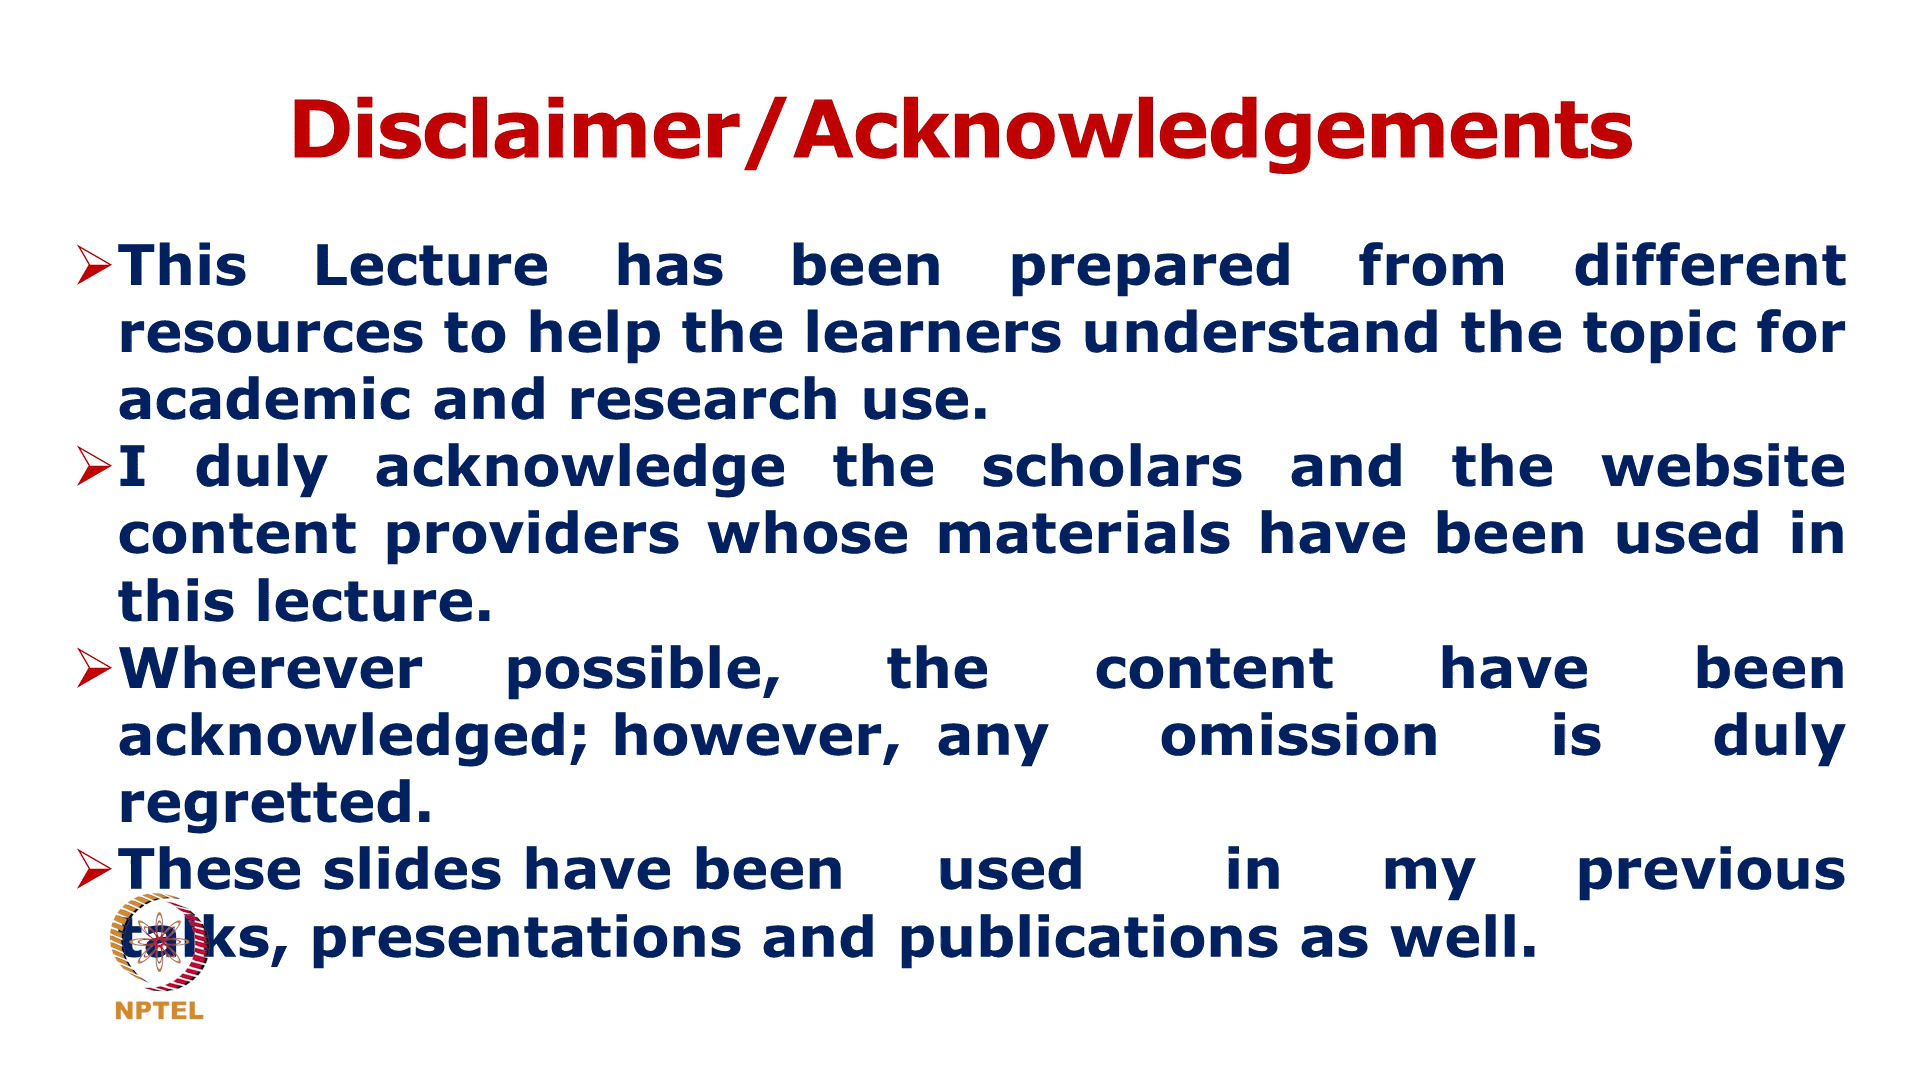 Disclaimer/Acknowledgements
➢This Lecture has been prepared from different
resources to help the learners understand the topic for
academic and research use.
➢I duly acknowledge the scholars and the website
content providers whose materials have been used in
this lecture.
➢Wherever possible, the content have been
acknowledged; however, any omission is duly
regretted.
➢These slides have been used in my previous
talks, presentations and publications as well.
NPTEL